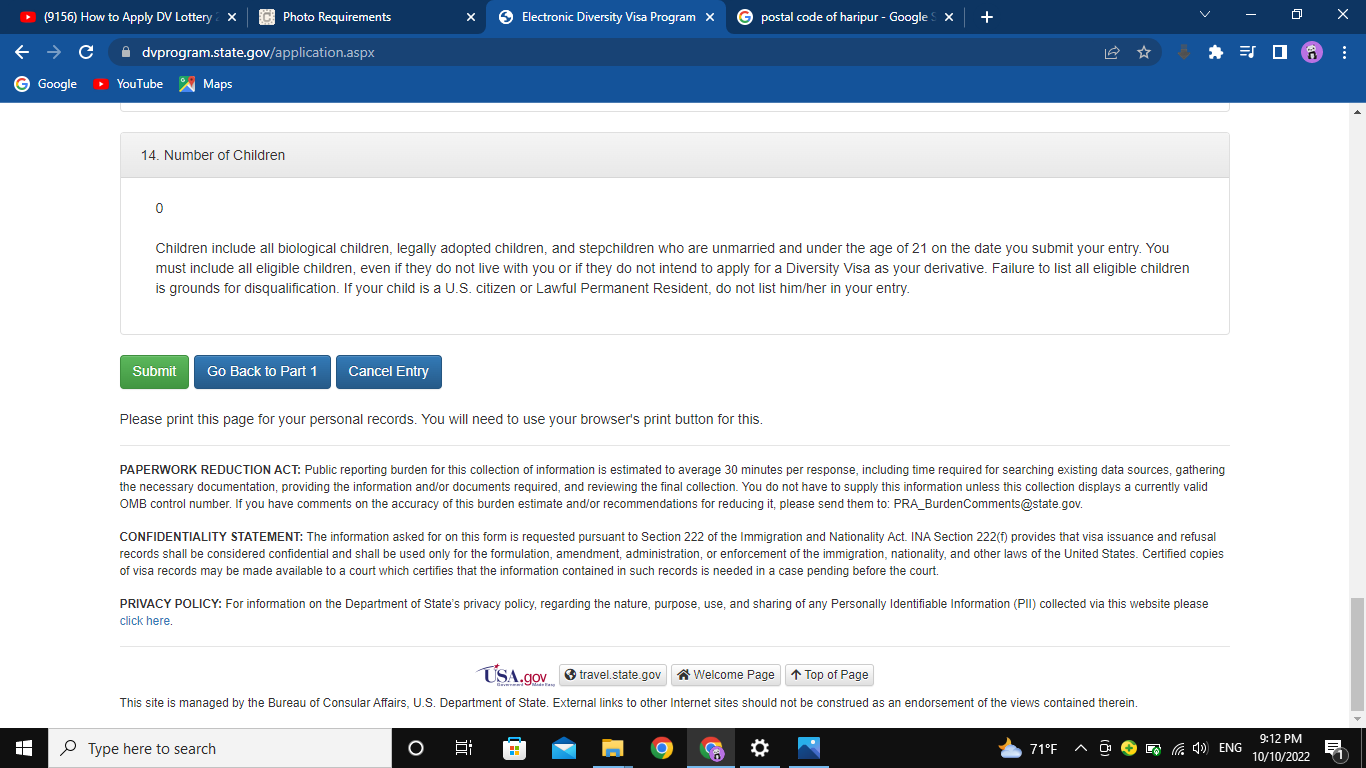 (9156) How to Apply DV Lottery
Photo Requirements
Electronic Diversity Visa Program
postal code of haripur - Google S
dvprogram.state.gov/application.aspx
Google
YouTube
Maps
14. Number of Children
0
Children include all biological children, legally adopted children, and stepchildren who are unmarried and under the age of 21 on the date you submit your entry. You
must include all eligible children, even if they do not live with you or if they do not intend to apply for a Diversity Visa as your derivative. Failure to list all eligible children
is grounds for disqualification. If your child is a U.S. citizen or Lawful Permanent Resident, do not list him/her in your entry.
Submit
Go Back to Part 1
Cancel Entry
Please print this page for your personal records. You will need to use your browser's print button for this.
PAPERWORK REDUCTION ACT: Public reporting burden for this collection of information is estimated to average 30 minutes per response, including time required for searching existing data sources, gathering
the necessary documentation, providing the information and/or documents required, and reviewing the final collection. You do not have to supply this information unless this collection displays a currently valid
OMB control number. If you have comments on the accuracy of this burden estimate and/or recommendations for reducing it, please send them to: PRA_BurdenComments@state.gov.
CONFIDENTIALITY STATEMENT: The information asked for on this form is requested pursuant to Section 222 of the Immigration and Nationality Act. INA Section 222(f) provides that visa issuance and refusal
records shall be considered confidential and shall be used only for the formulation, amendment, administration, or enforcement of the immigration, nationality, and other laws of the United States. Certified copies
of visa records may be made available to a court which certifies that the information contained in such records is needed in a case pending before the court.
PRIVACY POLICY: For information on the Department of State's privacy policy, regarding the nature, purpose, use, and sharing of any Personally Identifiable Information (PII) collected via this website please
click here.
USA.gov
Government Made Easy
travel.state.gov
Welcome Page
Top of Page
This site is managed by the Bureau of Consular Affairs, U.S. Department of State. External links to other Internet sites should not be construed as an endorsement of the views contained therein.
Type here to search
71°F
ENG
9:12 PM
10/10/2022
1